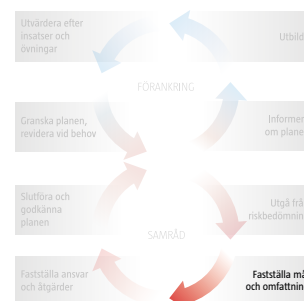 Utvärdera efter
insatser och
övningar
Utbild
FÖRANKRING
Granska planen,
revidera vid behov
Informer
om plane
Slutföra och
godkänna
planen
Utgå frå
riskbedömnin
SAMRÅD
Fastställa ansvar
och åtgärder
Fastställa må
och omfattnin